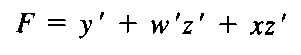 F = y' + w'z' + xz'